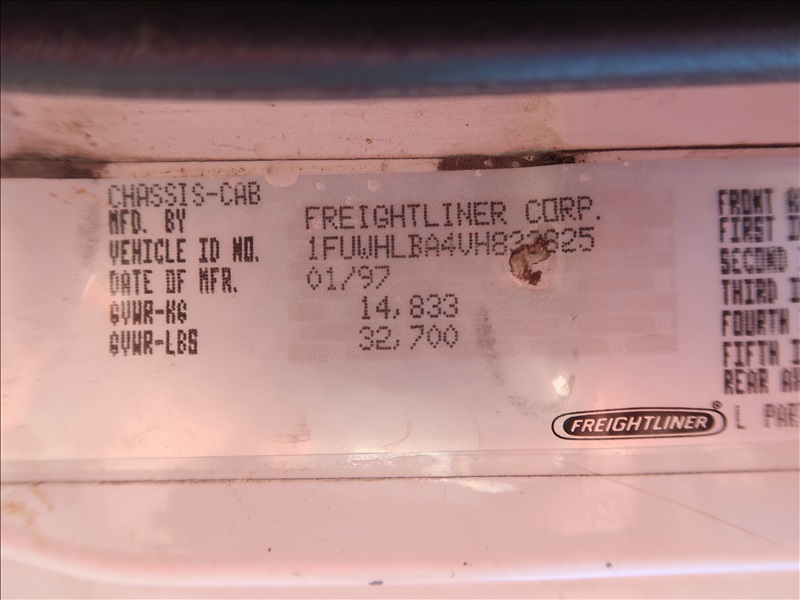 CHASSIS-CAB
MFD. BY FREIGHTLINER CORP.
VEHICLE ID NO.
DATE OF MFR. 01/97
GVWR-KG 14,833
GVWR-LBS 32,700
FRONT
FIRST
SECOND
THIRD
FOURTH
FIFTH
REAR
FREIGHTLINER®
L